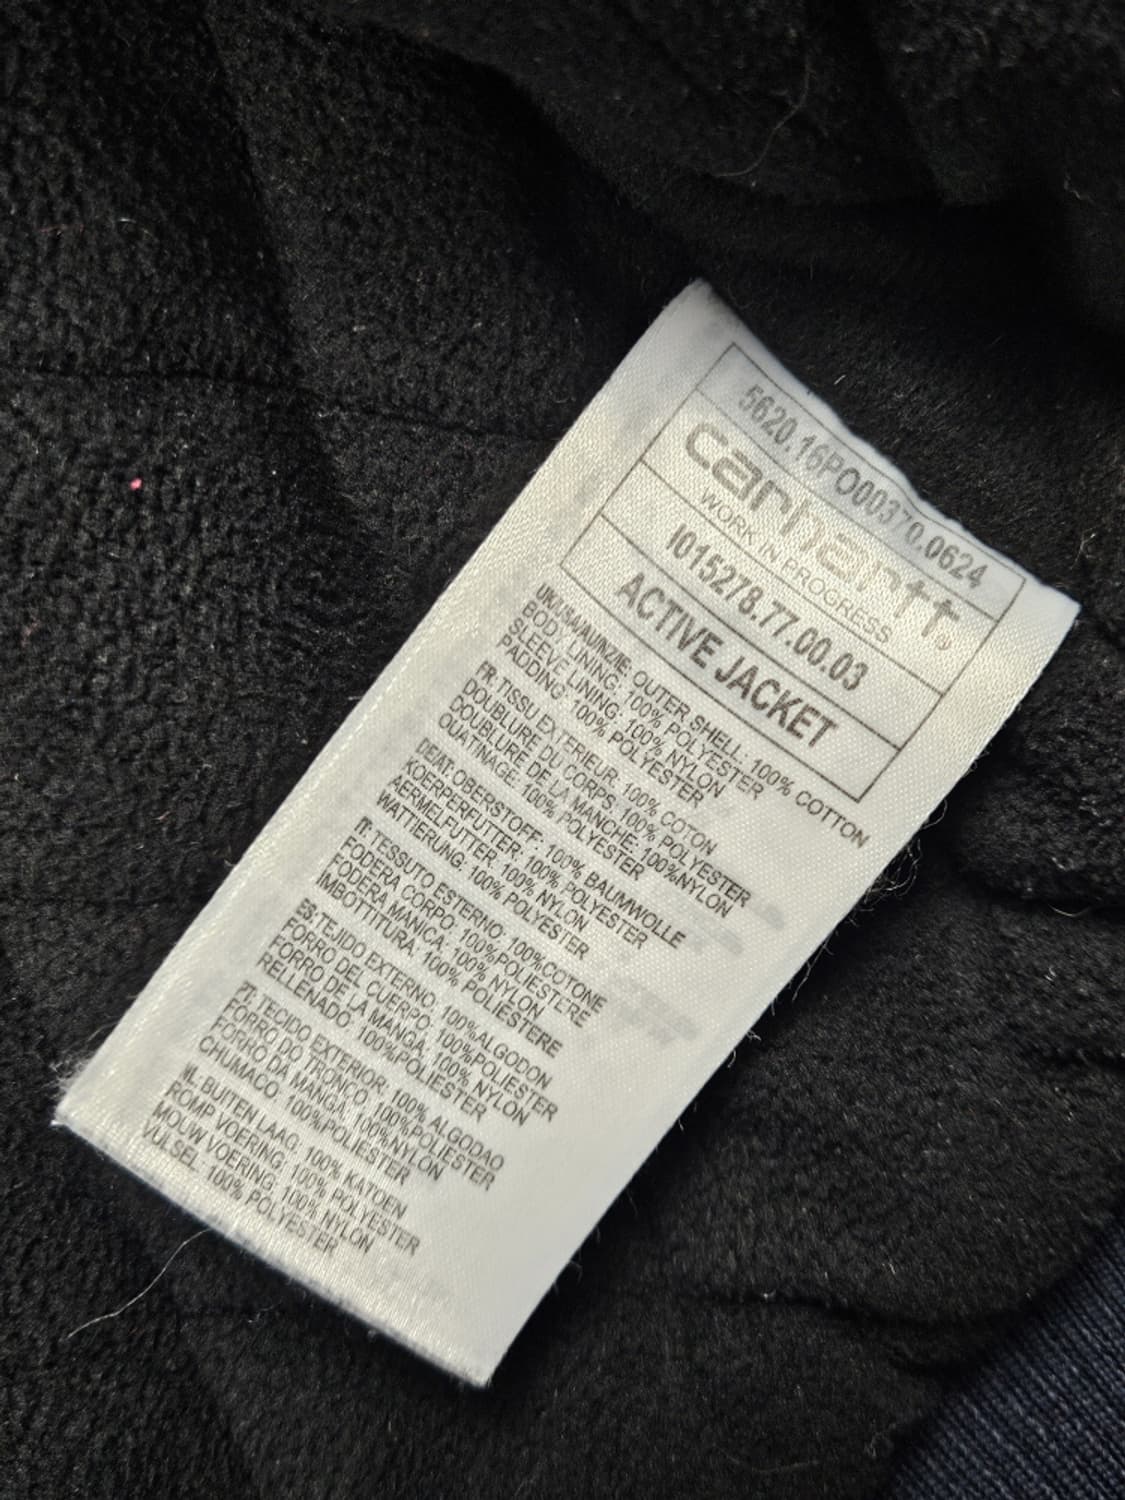 5620.16PO00370.0624
carhartt®
WORK IN PROGRESS
I015278.77.00.03
ACTIVE JACKET
UK/USA/AU/NZ/IE: OUTER SHELL: 100% COTTON
BODY LINING: 100% POLYESTER
SLEEVE LINING: 100% NYLON
PADDING: 100% POLYESTER
FR: TISSU EXTERIEUR: 100% COTON
DOUBLURE DU CORPS: 100% POLYESTER
DOUBLURE DE LA MANCHE: 100%NYLON
OUATINAGE: 100% POLYESTER
DE/AT: OBERSTOFF: 100% BAUMWOLLE
KOERPERFUTTER: 100% POLYESTER
AERMELFUTTER: 100% NYLON
WATTIERUNG: 100% POLYESTER
IT: TESSUTO ESTERNO: 100%COTONE
FODERA CORPO: 100%POLIESTERE
FODERA MANICA: 100% NYLON
IMBOTTITURA: 100% POLIESTERE
ES: TEJIDO EXTERNO: 100%ALGODON
FORRO DEL CUERPO: 100%POLIESTER
FORRO DE LA MANGA: 100% NYLON
RELLENADO: 100%POLIESTER
PT: TECIDO EXTERIOR: 100% ALGODAO
FORRO DO TRONCO: 100%POLIESTER
FORRO DA MANGA: 100%NYLON
CHUMACO: 100%POLIESTER
NL: BUITEN LAAG: 100% KATOEN
ROMP VOERING: 100% POLYESTER
MOUW VOERING: 100% NYLON
VULSEL: 100% POLYESTER